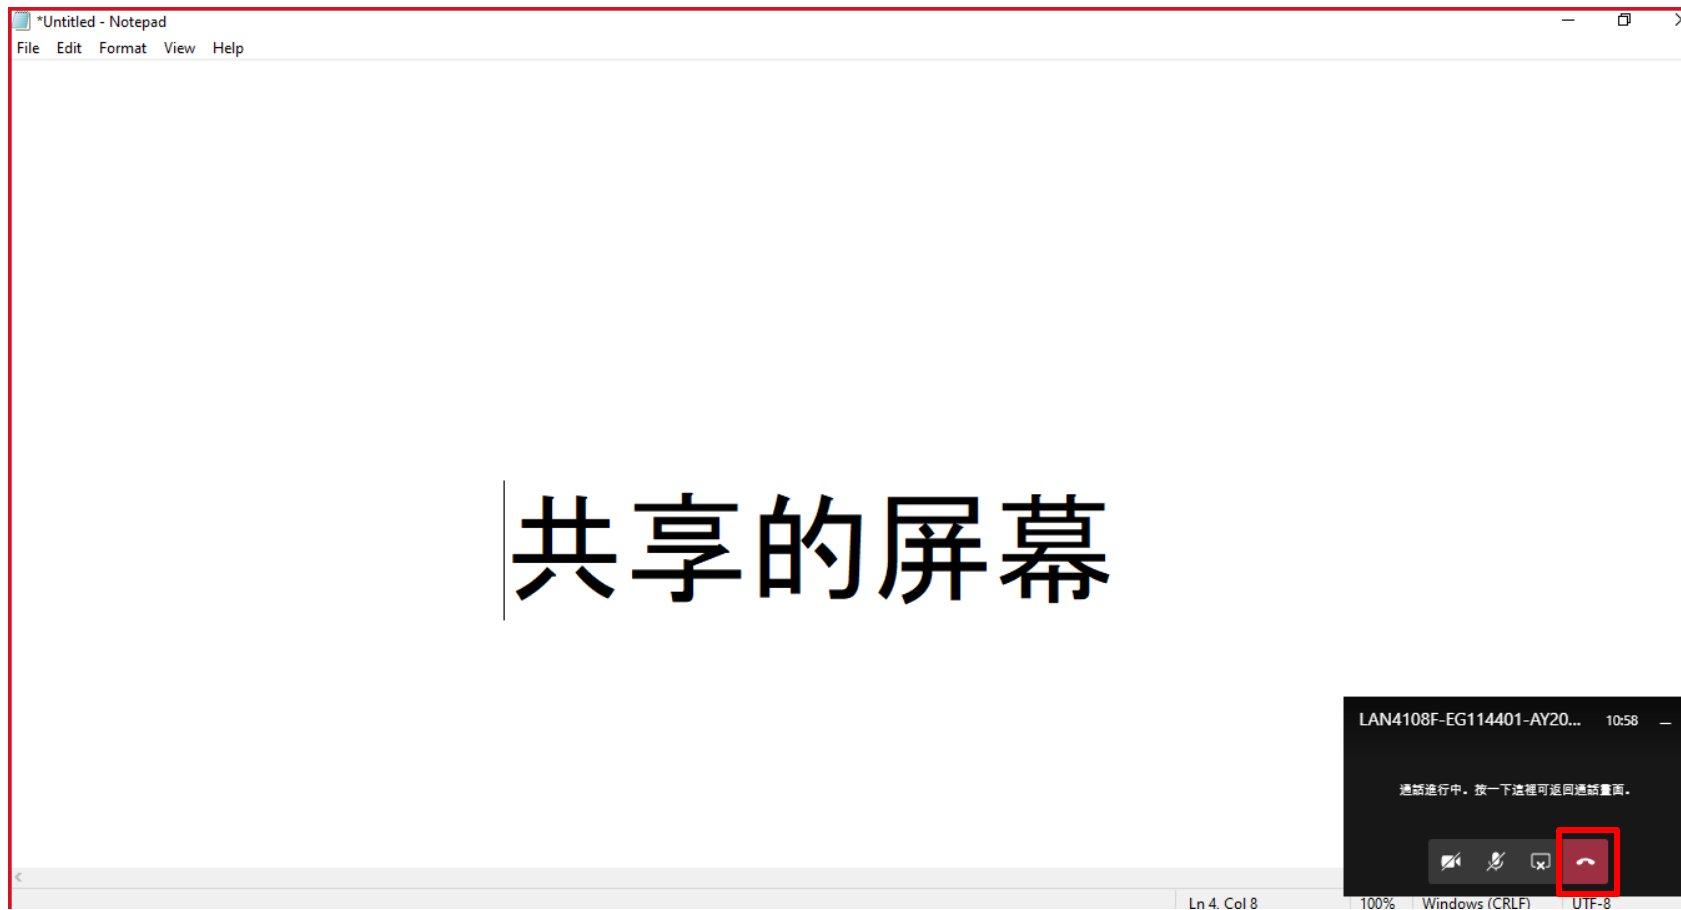 *Untitled - Notepad
File Edit Format View Help
共享的屏幕
LAN4108F-EG114401-AY20... 10:58
通話進行中。按一下這裡可返回通話畫面。
Ln 4, Col 8 100% Windows (CRLF) UTF-8